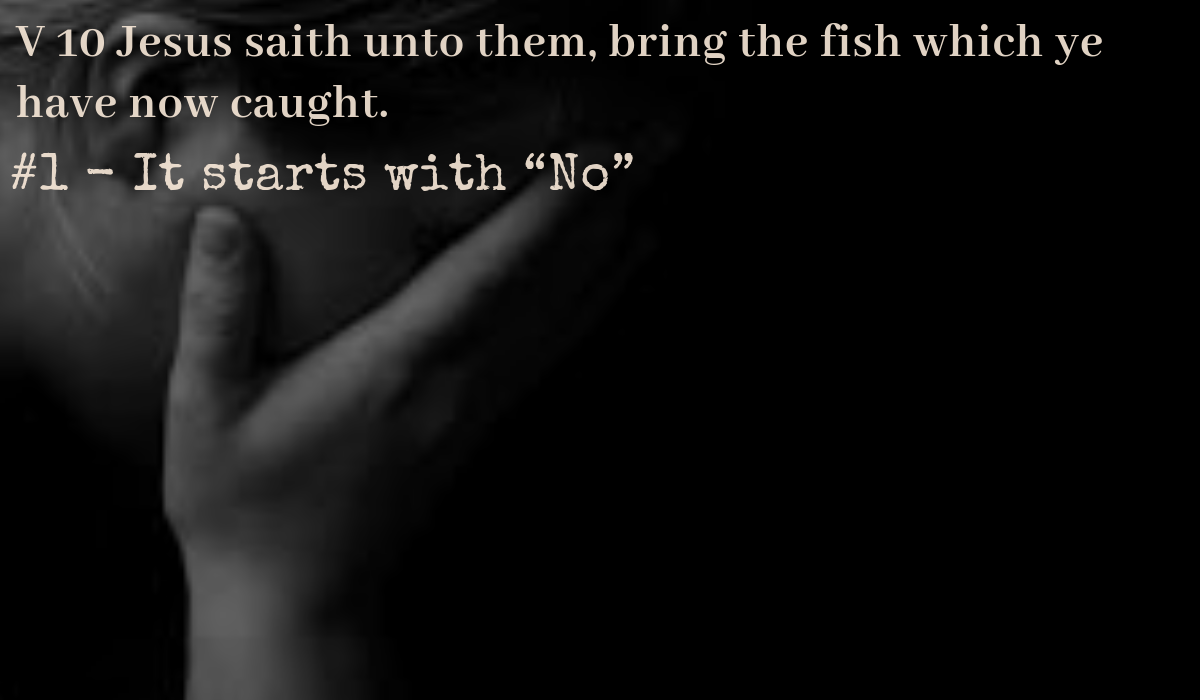 V 10 Jesus saith unto them, bring the fish which ye
have now caught.
#1 – It starts with “No”